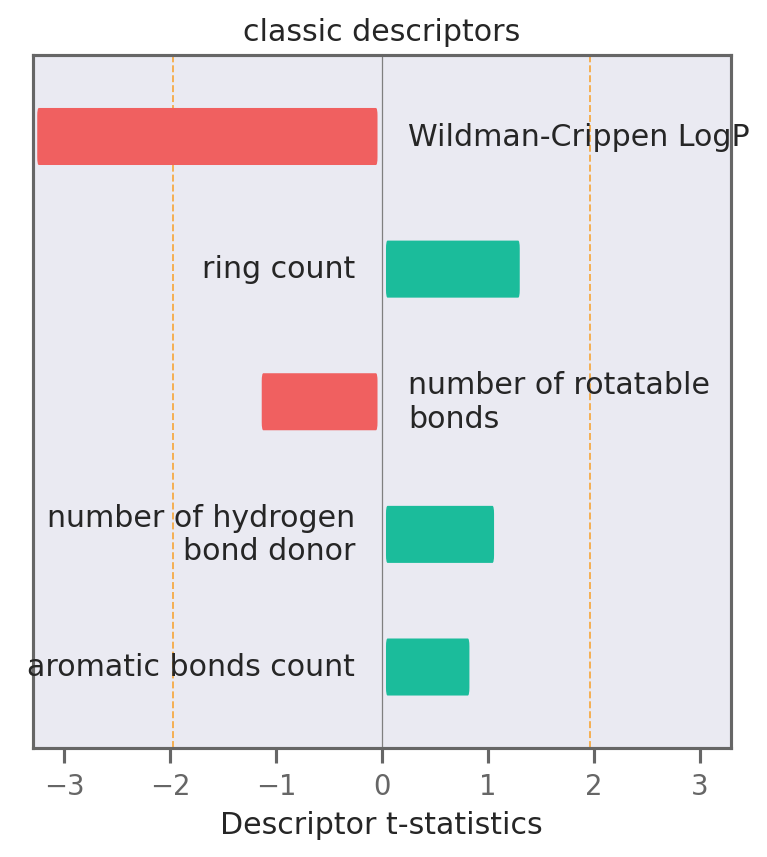 classic descriptors
Wildman-Crippen LogP
ring count
number of rotatable
bonds
number of hydrogen
bond donor
aromatic bonds count
−3 −2 −1 0 1 2 3
Descriptor t-statistics